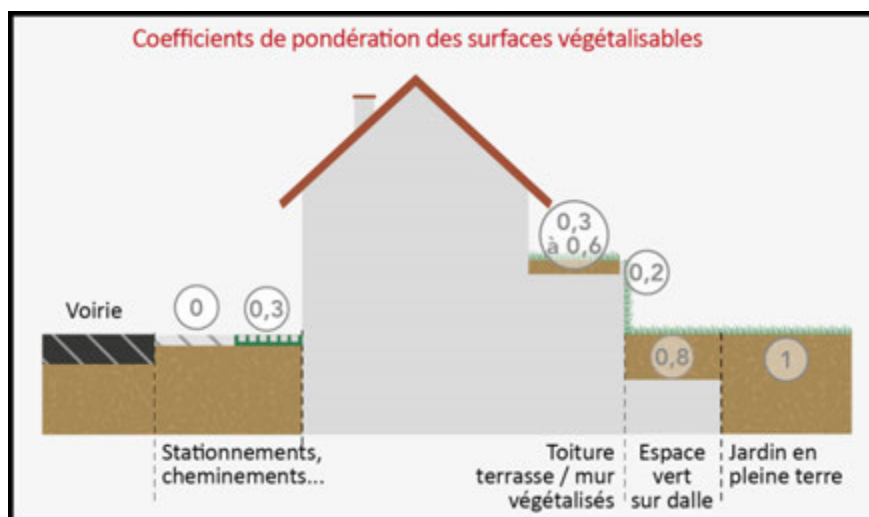 Coefficients de pondération des surfaces végétalisables
0,3
à 0,6
0,2
Voirie
0
0,3
0,8
1
Stationnements,
cheminements...
Toiture
terrasse / mur
végétalisés
Espace
vert
sur dalle
Jardin en
pleine terre